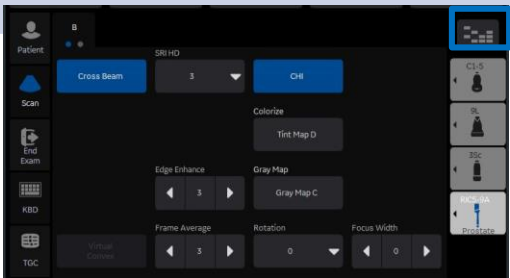 B
Patient
SRI HD
Cross Beam
3
CHI
C1-5
Scan
Colorize
9L
Tint Map D
End
Exam
3Sc
Edge Enhance
Gray Map
3
Gray Map C
KBD
RIC5-9A
Prostate
Frame Average
Rotation
Focus Width
Virtual
Convex
3
0
0
TGC